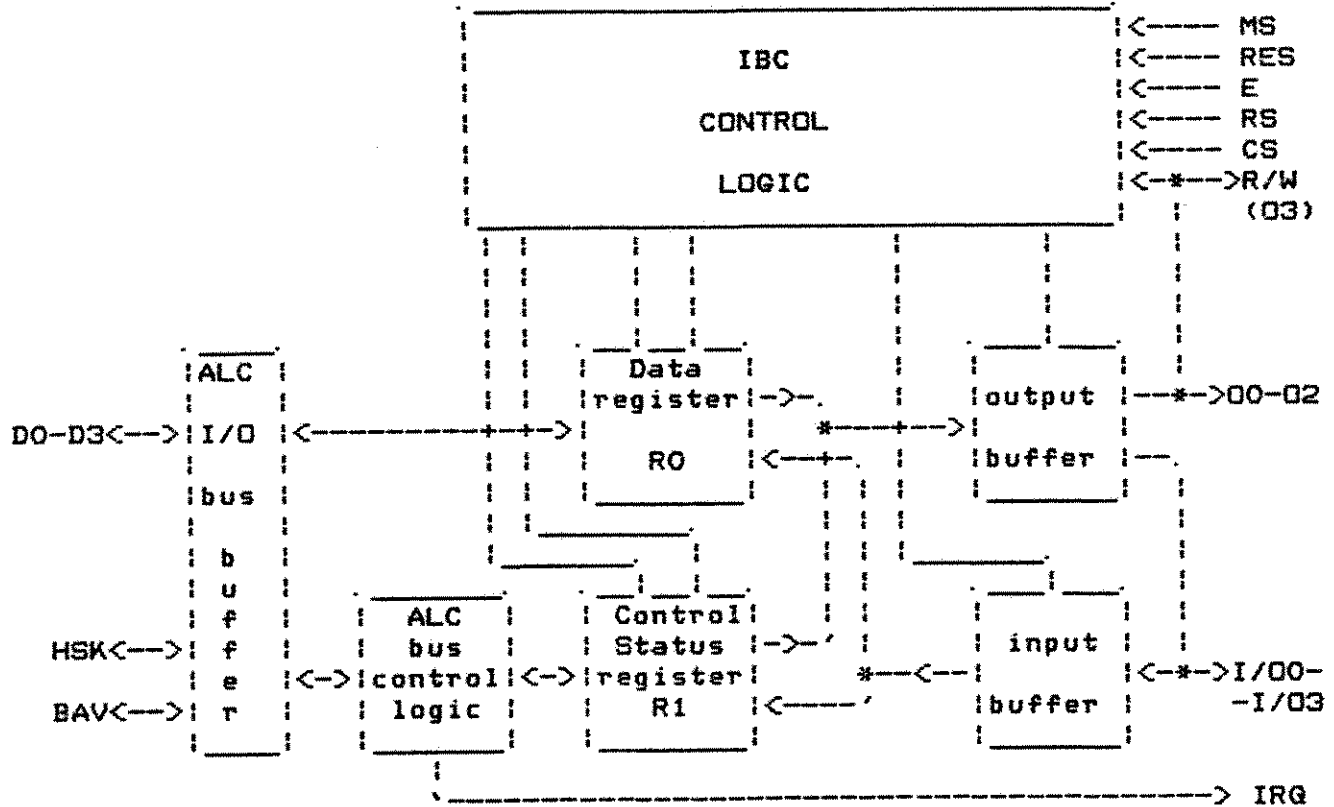 IBC
CONTROL
LOGIC
MS
RES
E
RS
CS
R/W
(O3)
ALC
I/O
bus
b
u
f
f
e
r
D0-D3
HSK
BAV
Data
register
R0
output
buffer
O0-O2
ALC
bus
control
logic
Control
Status
register
R1
input
buffer
I/O0-
-I/O3
IRQ